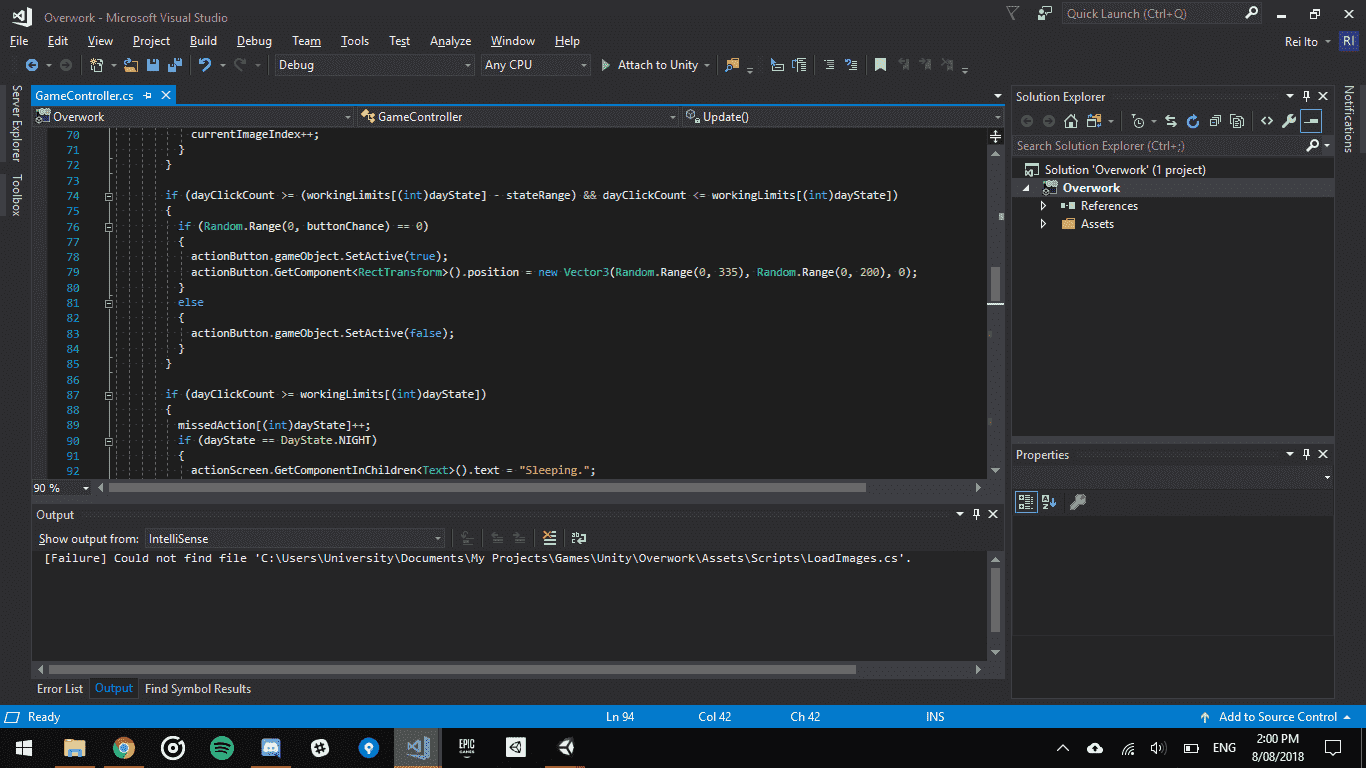 Overwork - Microsoft Visual Studio
Quick Launch (Ctrl+Q)
File Edit View Project Build Debug Team Tools Test Analyze Window Help
Rei Ito RI
Debug Any CPU Attach to Unity
Server Explorer
Toolbox
GameController.cs
Overwork GameController Update()
70 currentImageIndex++;
71 }
72 }
73
74 if (dayClickCount >= (workingLimits[(int)dayState] - stateRange) && dayClickCount <= workingLimits[(int)dayState])
75 {
76 if (Random.Range(0, buttonChance) == 0)
77 {
78 actionButton.gameObject.SetActive(true);
79 actionButton.GetComponent<RectTransform>().position = new Vector3(Random.Range(0, 335), Random.Range(0, 200), 0);
80 }
81 else
82 {
83 actionButton.gameObject.SetActive(false);
84 }
85 }
86
87 if (dayClickCount >= workingLimits[(int)dayState])
88 {
89 missedAction[(int)dayState]++;
90 if (dayState == DayState.NIGHT)
91 {
92 actionScreen.GetComponentInChildren<Text>().text = "Sleeping.";
90 %
Output
Show output from: IntelliSense
[Failure] Could not find file 'C:\Users\University\Documents\My Projects\Games\Unity\Overwork\Assets\Scripts\LoadImages.cs'.
Error List Output Find Symbol Results
Solution Explorer
Search Solution Explorer (Ctrl+;)
Solution 'Overwork' (1 project)
Overwork
References
Assets
Properties
Notifications
Ready Ln 94 Col 42 Ch 42 INS Add to Source Control
EPIC
GAMES
ENG
2:00 PM
8/08/2018